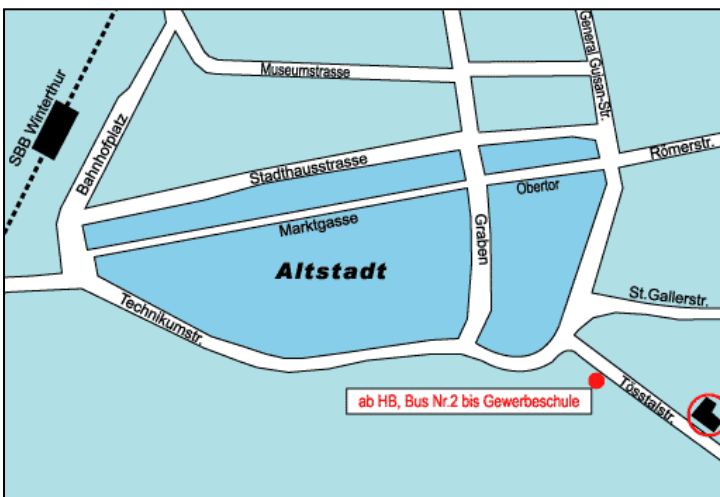 General Guisan-Str.
Museumstrasse
SBB Winterthur
Bahnhofplatz
Römerstr.
Stadthausstrasse
Obertor
Marktgasse
Graben
Altstadt
St.Gallerstr.
Technikumstr.
ab HB, Bus Nr.2 bis Gewerbeschule
Tösstalstr.